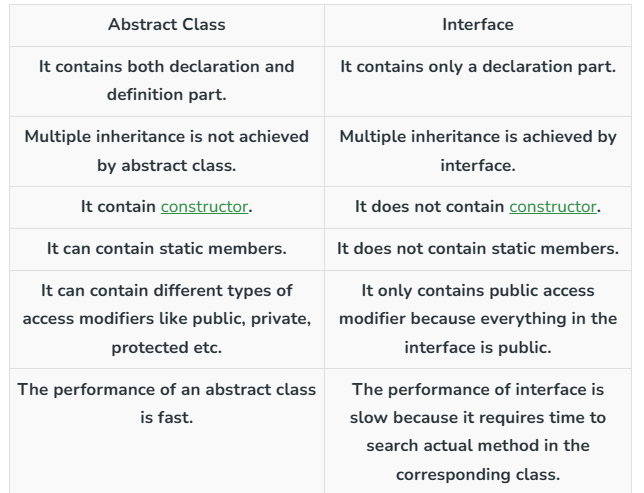 Abstract Class
Interface
It contains both declaration and
definition part.
It contains only a declaration part.
Multiple inheritance is not achieved
by abstract class.
Multiple inheritance is achieved by
interface.
It contain constructor.
It does not contain constructor.
It can contain static members.
It does not contain static members.
It can contain different types of
access modifiers like public, private,
protected etc.
It only contains public access
modifier because everything in the
interface is public.
The performance of an abstract class
is fast.
The performance of interface is
slow because it requires time to
search actual method in the
corresponding class.